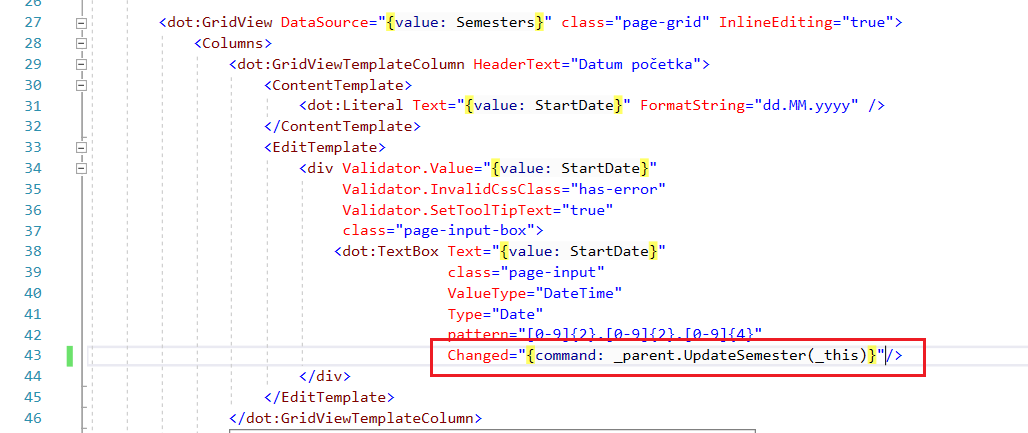 26
27 <dot:GridView DataSource="{value: Semesters}" class="page-grid" InlineEditing="true">
28 <Columns>
29 <dot:GridViewTemplateColumn HeaderText="Datum početka">
30 <ContentTemplate>
31 <dot:Literal Text="{value: StartDate}" FormatString="dd.MM.yyyy" />
32 </ContentTemplate>
33 <EditTemplate>
34 <div Validator.Value="{value: StartDate}"
35 Validator.InvalidCssClass="has-error"
36 Validator.SetToolTipText="true"
37 class="page-input-box">
38 <dot:TextBox Text="{value: StartDate}"
39 class="page-input"
40 ValueType="DateTime"
41 Type="Date"
42 pattern="[0-9]{2}.[0-9]{2}.[0-9]{4}"
43 Changed="{command: _parent.UpdateSemester(_this)}"/>
44 </div>
45 </EditTemplate>
46 </dot:GridViewTemplateColumn>